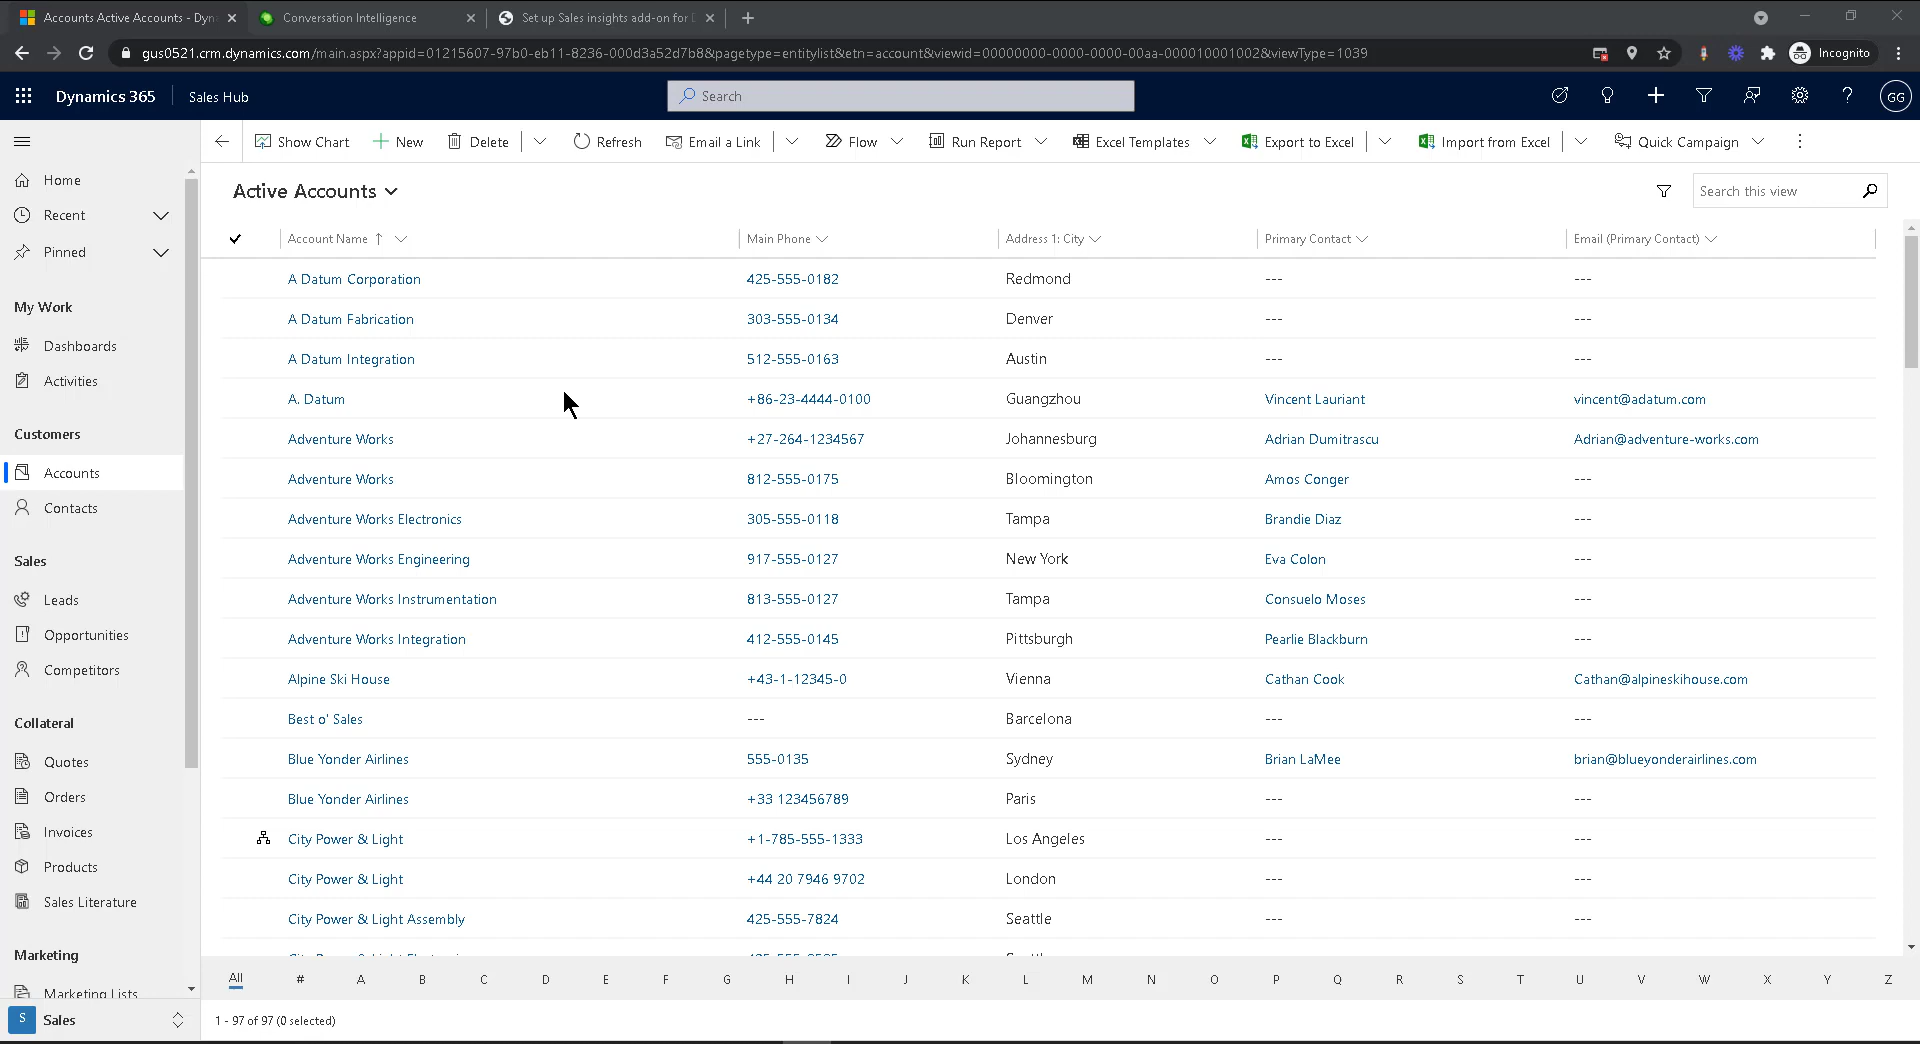 Accounts Active Accounts - Dyn
Conversation Intelligence
Set up Sales insights add-on for D
gus0521.crm.dynamics.com/main.aspx?appid=01215607-97b0-eb11-8236-000d3a52d7b8&pagetype=entitylist&etn=account&viewid=00000000-0000-0000-00aa-000010001002&viewType=1039
Incognito
Dynamics 365 Sales Hub
Search
GG
Show Chart New Delete Refresh Email a Link Flow Run Report Excel Templates Export to Excel Import from Excel Quick Campaign
Home
Recent
Pinned
My Work
Dashboards
Activities
Customers
Accounts
Contacts
Sales
Leads
Opportunities
Competitors
Collateral
Quotes
Orders
Invoices
Products
Sales Literature
Marketing
Marketing Lists
S Sales
Active Accounts
Search this view
Account Name ↑ Main Phone Address 1: City Primary Contact Email (Primary Contact)
A Datum Corporation 425-555-0182 Redmond --- ---
A Datum Fabrication 303-555-0134 Denver --- ---
A Datum Integration 512-555-0163 Austin --- ---
A. Datum +86-23-4444-0100 Guangzhou Vincent Lauriant vincent@adatum.com
Adventure Works +27-264-1234567 Johannesburg Adrian Dumitrascu Adrian@adventure-works.com
Adventure Works 812-555-0175 Bloomington Amos Conger ---
Adventure Works Electronics 305-555-0118 Tampa Brandie Diaz ---
Adventure Works Engineering 917-555-0127 New York Eva Colon ---
Adventure Works Instrumentation 813-555-0127 Tampa Consuelo Moses ---
Adventure Works Integration 412-555-0145 Pittsburgh Pearlie Blackburn ---
Alpine Ski House +43-1-12345-0 Vienna Cathan Cook Cathan@alpineskihouse.com
Best o' Sales --- Barcelona --- ---
Blue Yonder Airlines 555-0135 Sydney Brian LaMee brian@blueyonderairlines.com
Blue Yonder Airlines +33 123456789 Paris --- ---
City Power & Light +1-785-555-1333 Los Angeles --- ---
City Power & Light +44 20 7946 9702 London --- ---
City Power & Light Assembly 425-555-7824 Seattle --- ---
All # A B C D E F G H I J K L M N O P Q R S T U V W X Y Z
1 - 97 of 97 (0 selected)